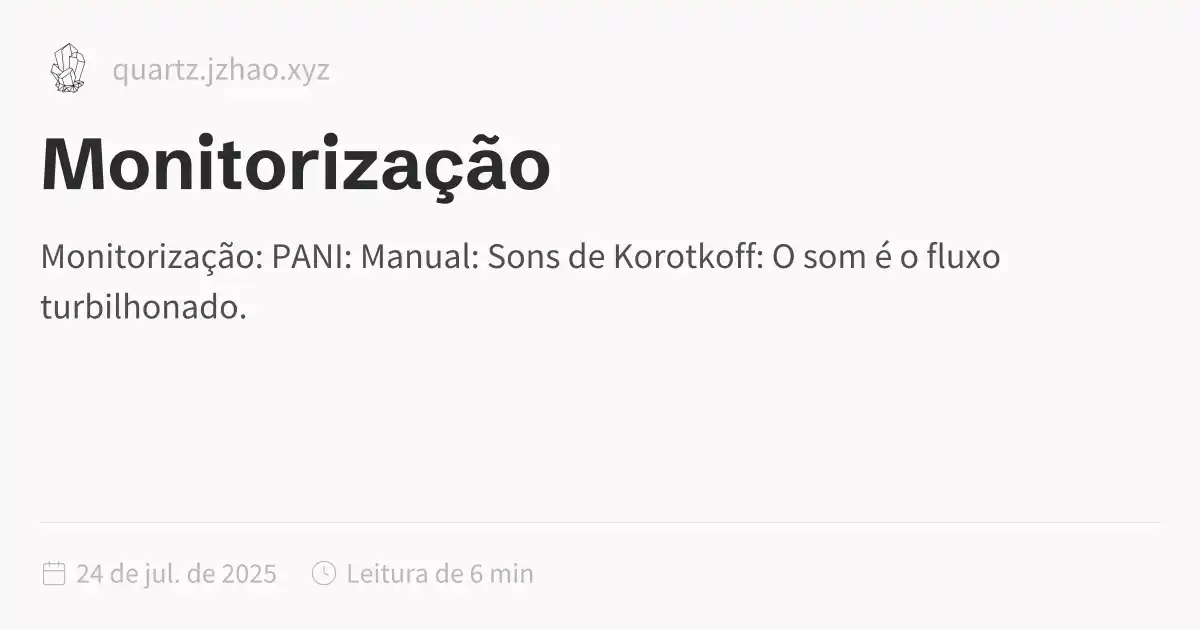 quartz.jzhao.xyz
Monitorização
Monitorização: PANI: Manual: Sons de Korotkoff: O som é o fluxo
turbilhonado.
24 de jul. de 2025 Leitura de 6 min